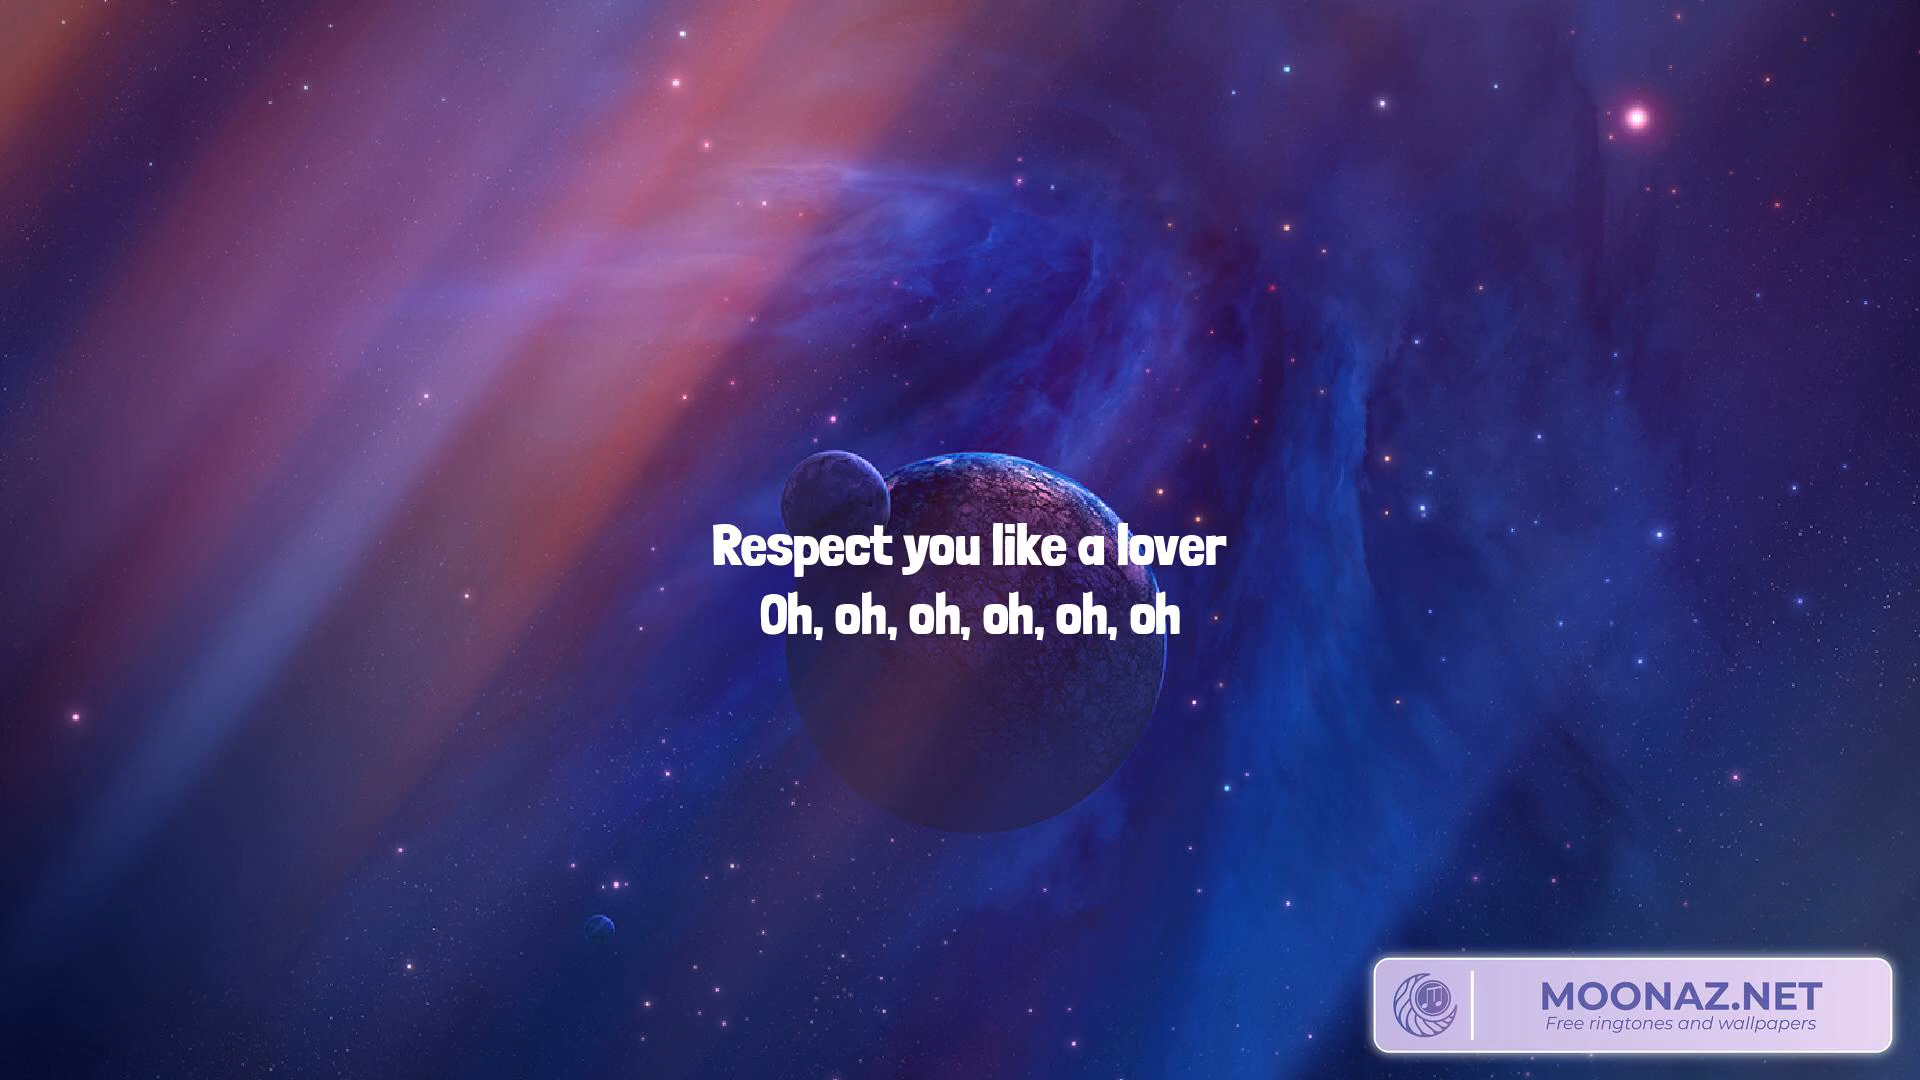 Respect you like a lover
Oh, oh, oh, oh, oh, oh
MOONAZ.NET
Free ringtones and wallpapers